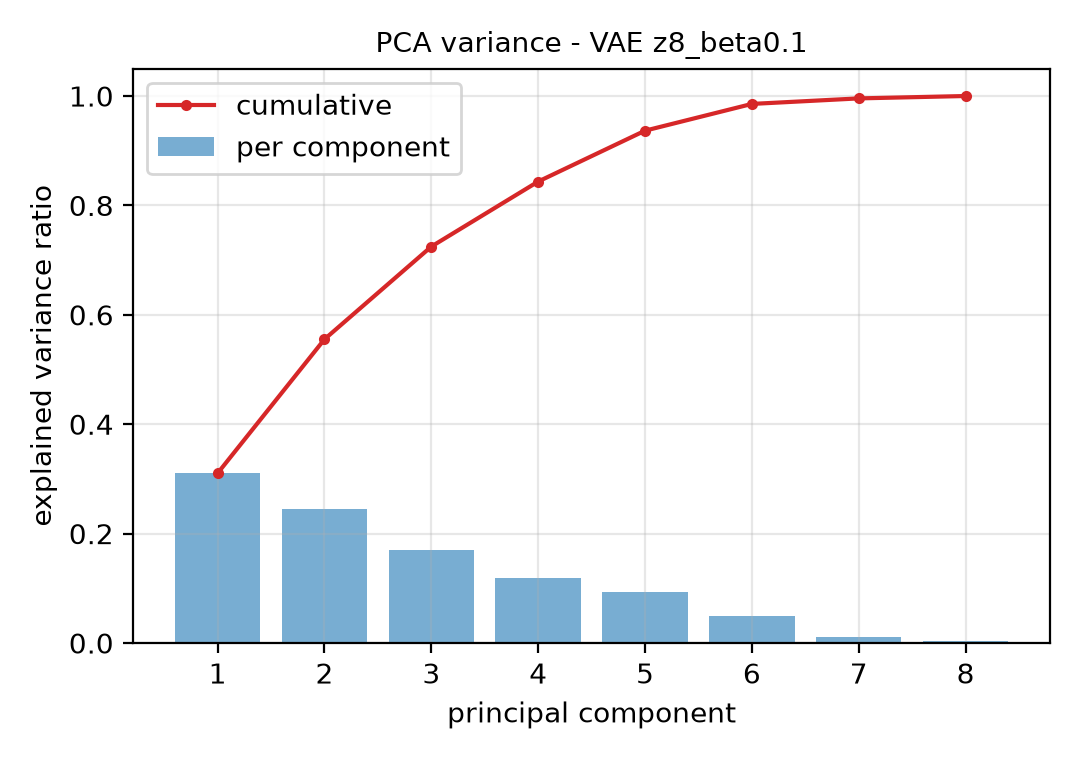 PCA variance - VAE z8_beta0.1
cumulative
per component
explained variance ratio
1.0
0.8
0.6
0.4
0.2
0.0
1 2 3 4 5 6 7 8
principal component